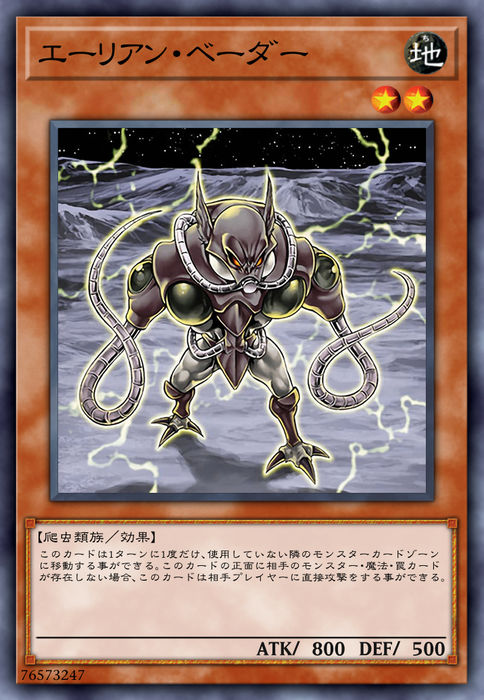 エーリアン・ベーダー
ち
地
【爬虫類族／効果】
このカードは1ターンに1度だけ、使用していない隣のモンスターカードゾーン
に移動する事ができる。このカードの正面に相手のモンスター・魔法・罠カード
が存在しない場合、このカードは相手プレイヤーに直接攻撃をする事ができる。
ATK/ 800 DEF/ 500
76573247